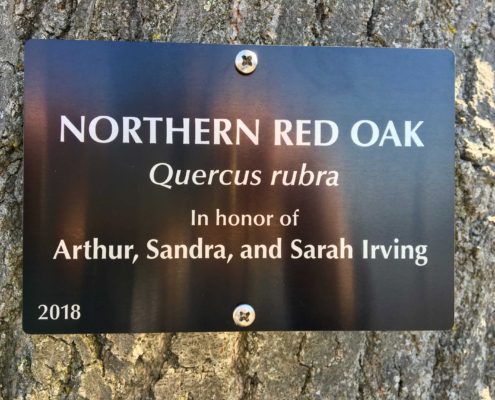 NORTHERN RED OAK
Quercus rubra
In honor of
Arthur, Sandra, and Sarah Irving
2018